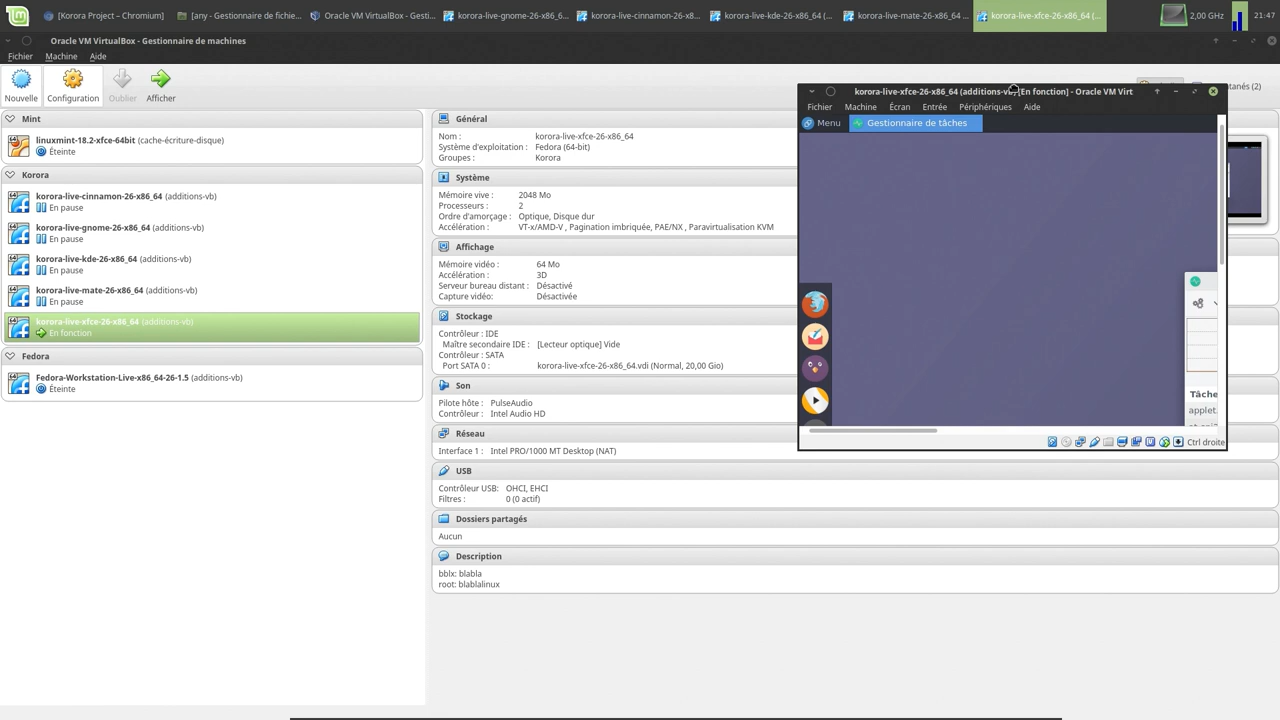 [Korora Project – Chromium]
[any - Gestionnaire de fichie...
Oracle VM VirtualBox - Gesti...
korora-live-gnome-26-x86_6...
korora-live-cinnamon-26-x8...
korora-live-kde-26-x86_64 (...
korora-live-mate-26-x86_64 ...
korora-live-xfce-26-x86_64 (...
2,00 GHz
21:47
Oracle VM VirtualBox - Gestionnaire de machines
Fichier Machine Aide
Nouvelle Configuration Oublier Afficher
Mint
linuxmint-18.2-xfce-64bit (cache-écriture-disque)
Éteinte
Korora
korora-live-cinnamon-26-x86_64 (additions-vb)
En pause
korora-live-gnome-26-x86_64 (additions-vb)
En pause
korora-live-kde-26-x86_64 (additions-vb)
En pause
korora-live-mate-26-x86_64 (additions-vb)
En pause
korora-live-xfce-26-x86_64 (additions-vb)
En fonction
Fedora
Fedora-Workstation-Live-x86_64-26-1.5 (additions-vb)
Éteinte
Général
Nom : korora-live-xfce-26-x86_64
Système d'exploitation : Fedora (64-bit)
Groupes : Korora
Système
Mémoire vive : 2048 Mo
Processeurs : 2
Ordre d'amorçage : Optique, Disque dur
Accélération : VT-x/AMD-V , Pagination imbriquée, PAE/NX , Paravirtualisation KVM
Affichage
Mémoire vidéo : 64 Mo
Accélération : 3D
Serveur bureau distant : Désactivé
Capture vidéo: Désactivée
Stockage
Contrôleur : IDE
Maître secondaire IDE : [Lecteur optique] Vide
Contrôleur : SATA
Port SATA 0 : korora-live-xfce-26-x86_64.vdi (Normal, 20,00 Gio)
Son
Pilote hôte : PulseAudio
Contrôleur : Intel Audio HD
Réseau
Interface 1 : Intel PRO/1000 MT Desktop (NAT)
USB
Contrôleur USB: OHCI, EHCI
Filtres : 0 (0 actif)
Dossiers partagés
Aucun
Description
bblx: blabla
root: blablalinux
tanés (2)
korora-live-xfce-26-x86_64 (additions-vb) [En fonction] - Oracle VM Virt
Fichier Machine Écran Entrée Périphériques Aide
Menu Gestionnaire de tâches
Tâche
applet.
Ctrl droite